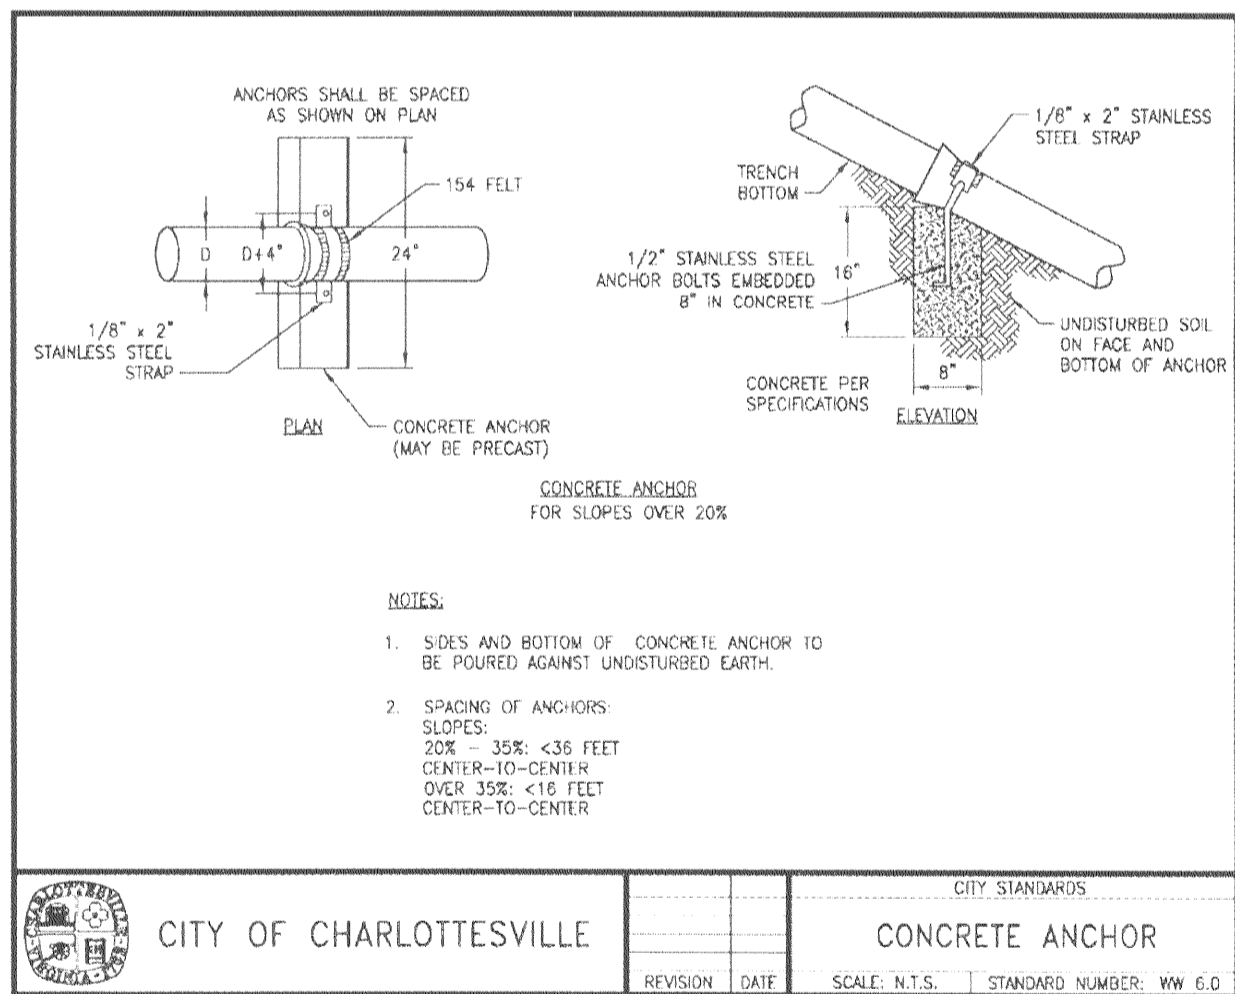 ANCHORS SHALL BE SPACED
AS SHOWN ON PLAN
154 FELT
D
D+4"
24"
1/8" x 2"
STAINLESS STEEL
STRAP
PLAN
CONCRETE ANCHOR
(MAY BE PRECAST)
1/8" x 2" STAINLESS
STEEL STRAP
TRENCH
BOTTOM
1/2" STAINLESS STEEL
ANCHOR BOLTS EMBEDDED
8" IN CONCRETE
16"
8"
UNDISTURBED SOIL
ON FACE AND
BOTTOM OF ANCHOR
CONCRETE PER
SPECIFICATIONS
ELEVATION
CONCRETE ANCHOR
FOR SLOPES OVER 20%
NOTES:
1. SIDES AND BOTTOM OF CONCRETE ANCHOR TO
BE POURED AGAINST UNDISTURBED EARTH.
2. SPACING OF ANCHORS:
SLOPES:
20% - 35%: <36 FEET
CENTER-TO-CENTER
OVER 35%: <16 FEET
CENTER-TO-CENTER
CHARLOTTESVILLE
VIRGINIA-1762
CITY OF CHARLOTTESVILLE
REVISION DATE
CITY STANDARDS
CONCRETE ANCHOR
SCALE: N.T.S. STANDARD NUMBER: WW 6.0